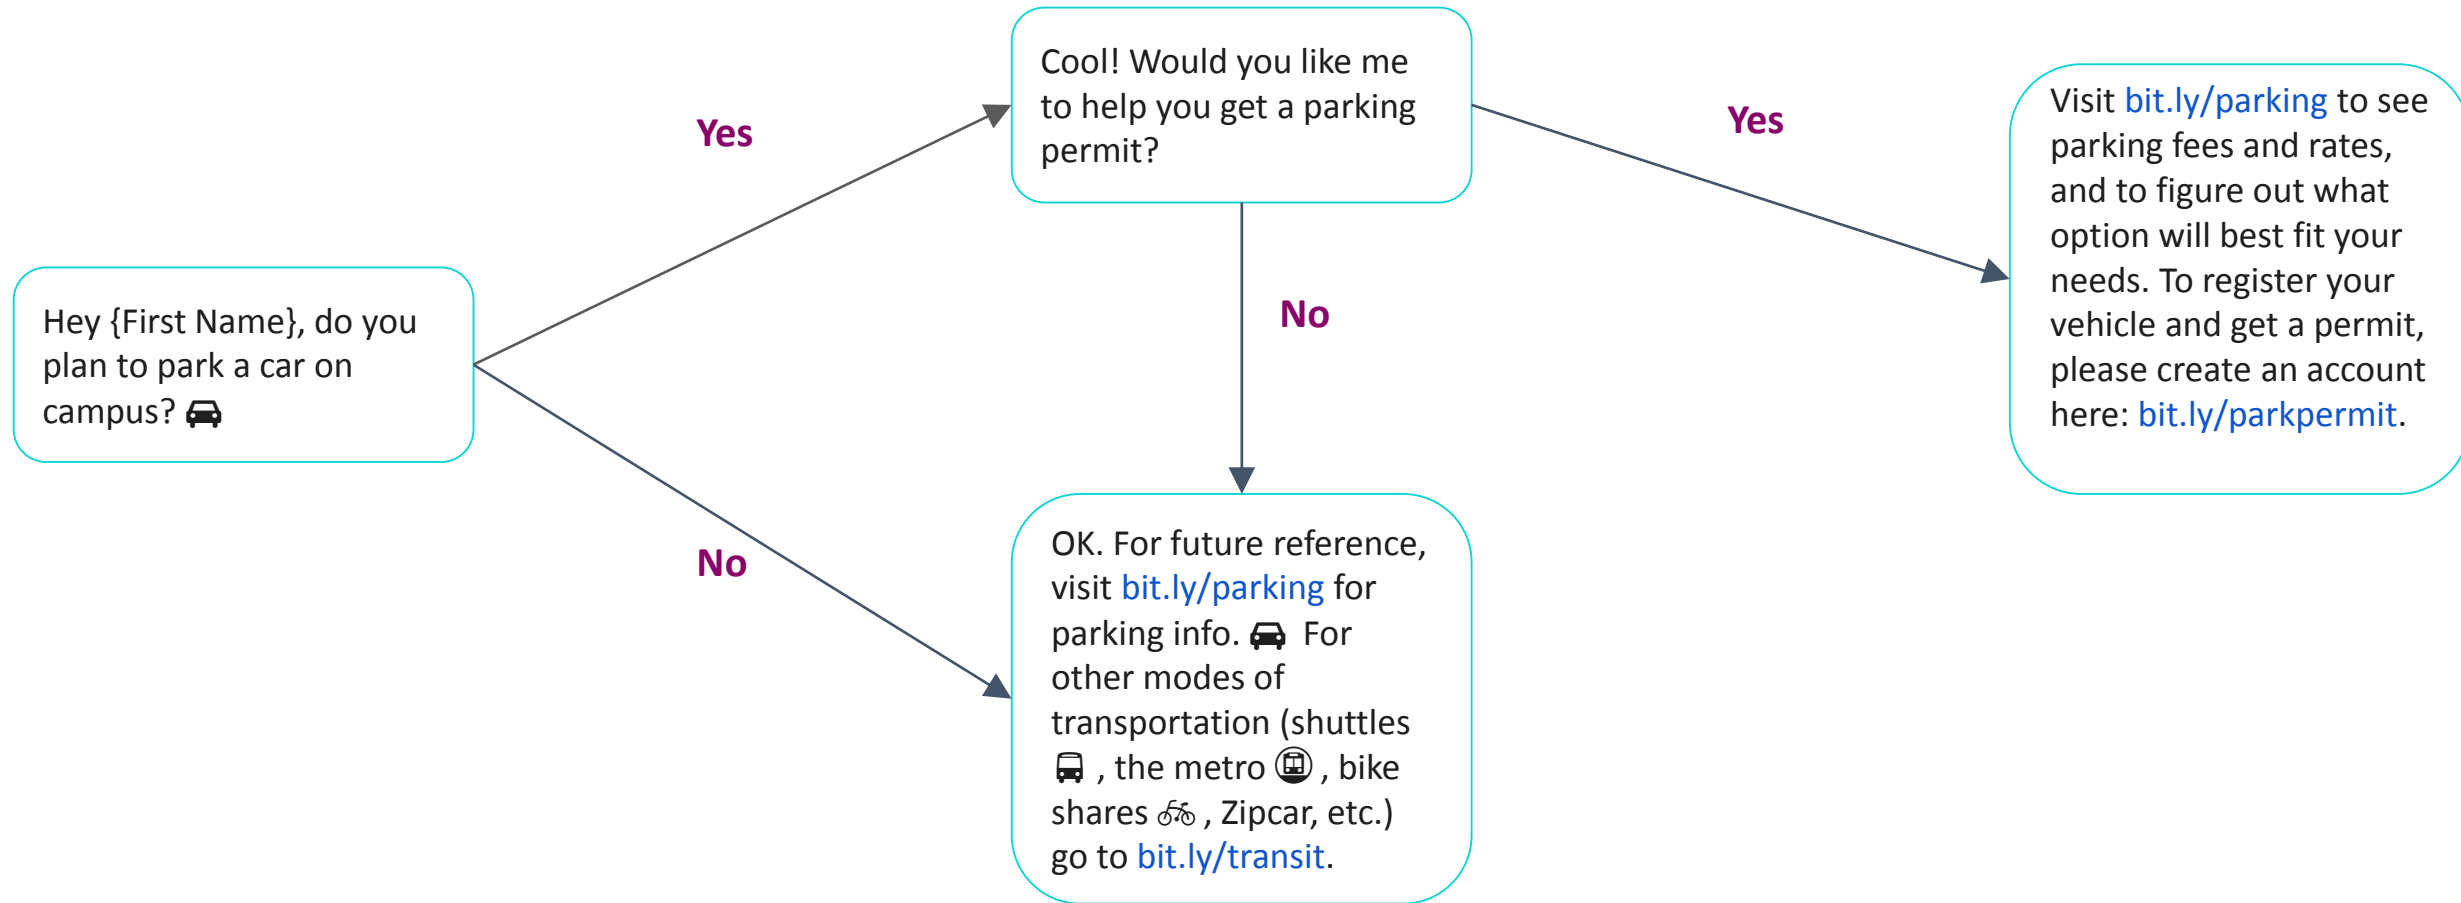 Hey {First Name}, do you
plan to park a car on
campus? 🚘
Yes
No
Cool! Would you like me
to help you get a parking
permit?
Yes
No
OK. For future reference,
visit bit.ly/parking for
parking info. 🚘 For
other modes of
transportation (shuttles
🚍 , the metro 🚇 , bike
shares 🚲 , Zipcar, etc.)
go to bit.ly/transit.
Visit bit.ly/parking to see
parking fees and rates,
and to figure out what
option will best fit your
needs. To register your
vehicle and get a permit,
please create an account
here: bit.ly/parkpermit.